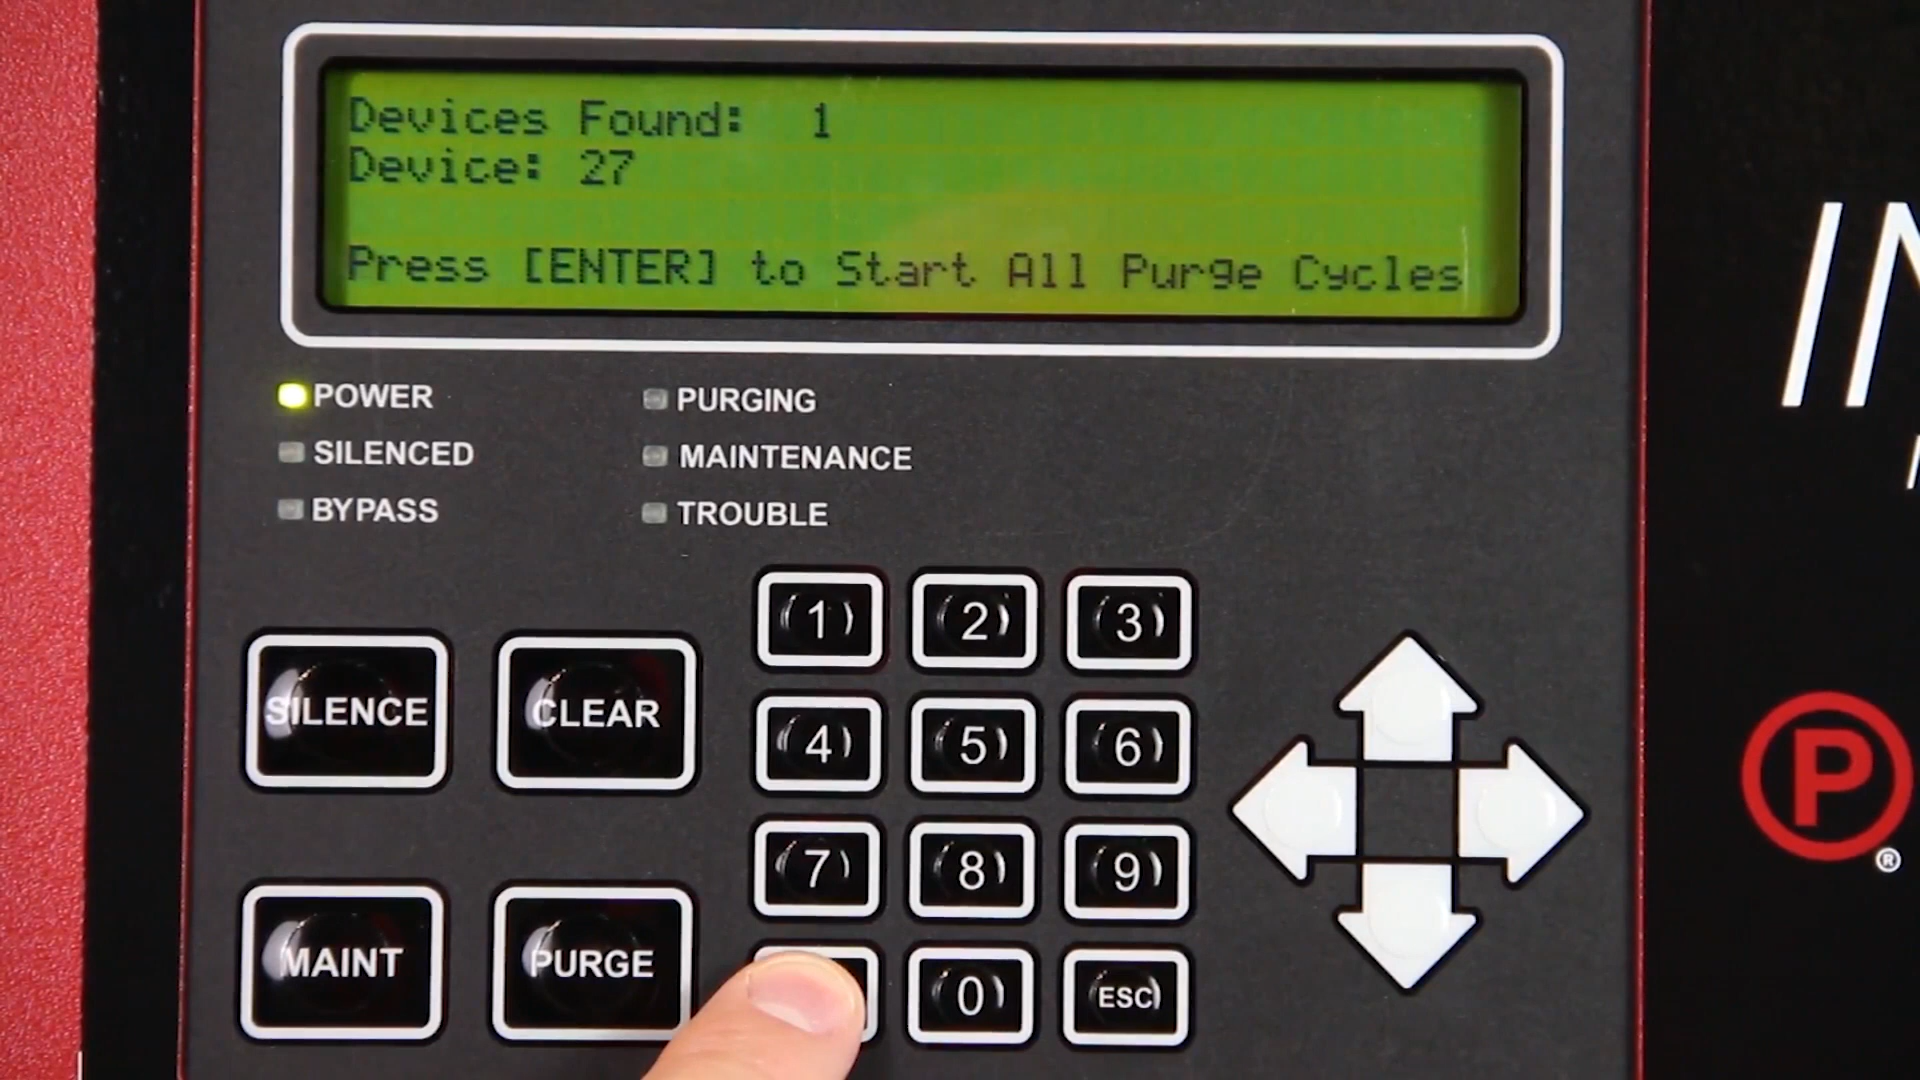 Devices Found: 1
Device: 27
Press [ENTER] to Start All Purge Cycles
POWER
PURGING
SILENCED
MAINTENANCE
BYPASS
TROUBLE
1 2 3
SILENCE CLEAR
4 5 6
7 8 9
MAINT PURGE
0 ESC
P
®